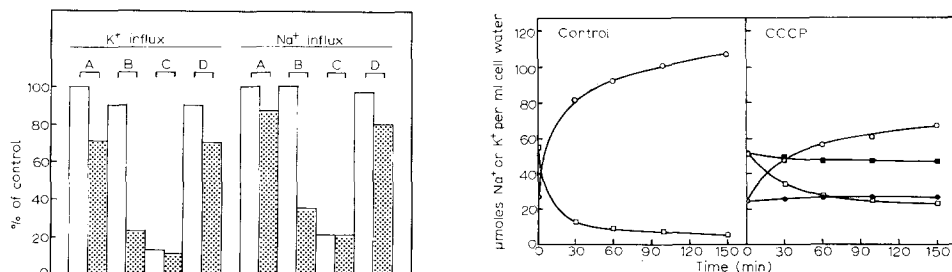 K⁺ influx
Na⁺ influx
A B C D
A B C D
100
80
60
40
20
0
% of control
Control
CCCP
120
100
80
60
40
20
0
µmoles Na⁺ or K⁺ per ml cell water
0 30 60 90 120 150
0 30 60 90 120 150
Time (min)